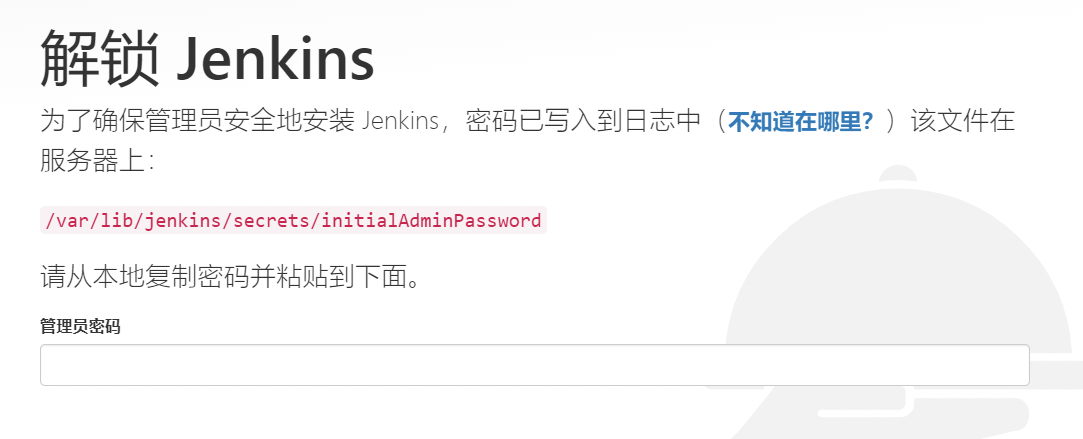 解锁 Jenkins
为了确保管理员安全地安装 Jenkins，密码已写入到日志中（不知道在哪里？）该文件在
服务器上：
/var/lib/jenkins/secrets/initialAdminPassword
请从本地复制密码并粘贴到下面。
管理员密码